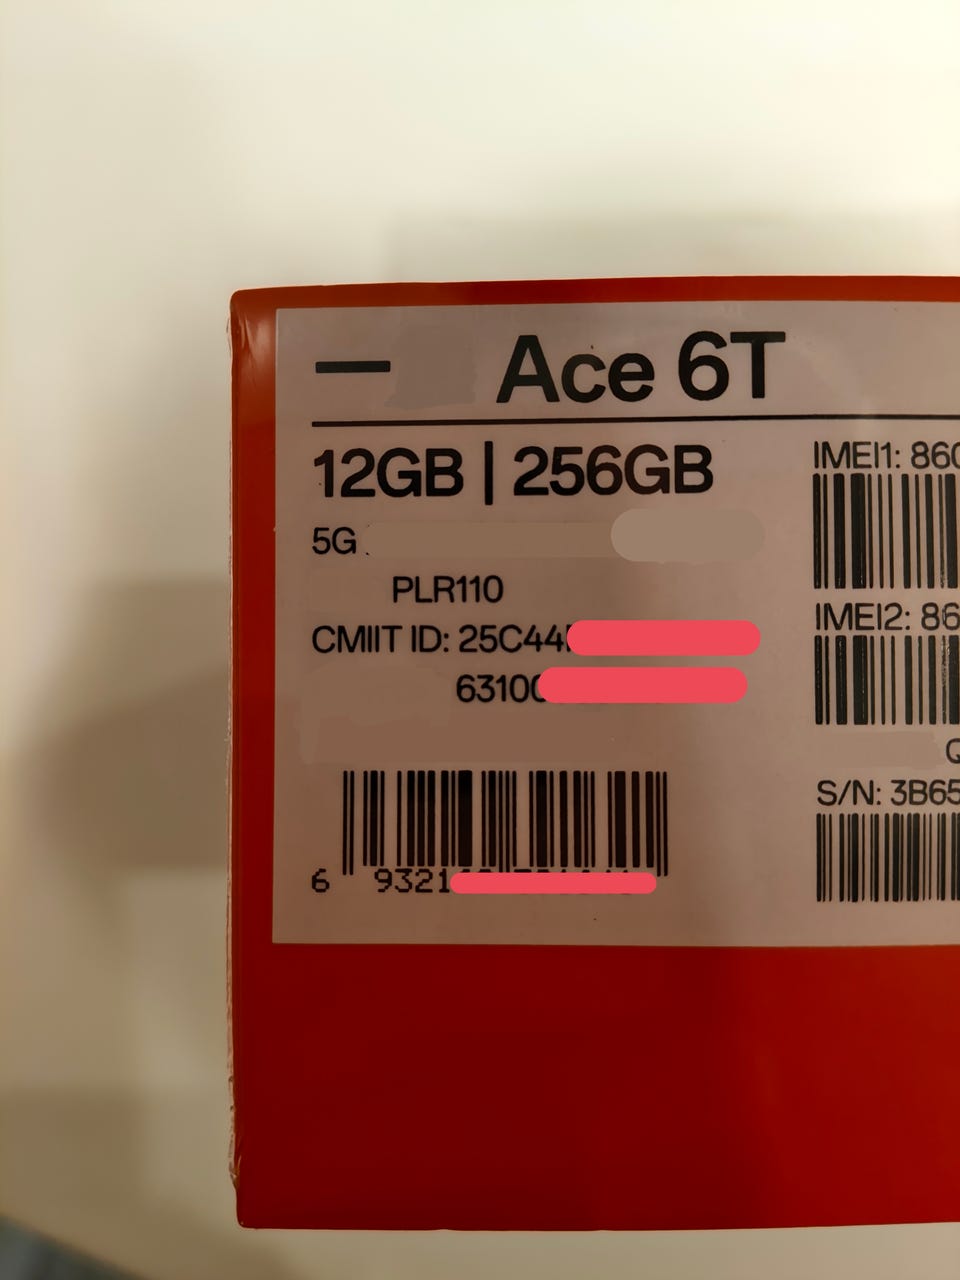 Ace 6T
12GB | 256GB
5G
PLR110
CMIIT ID: 25C44
6310
6 9321
IMEI1: 860
IMEI2: 86
S/N: 3B65